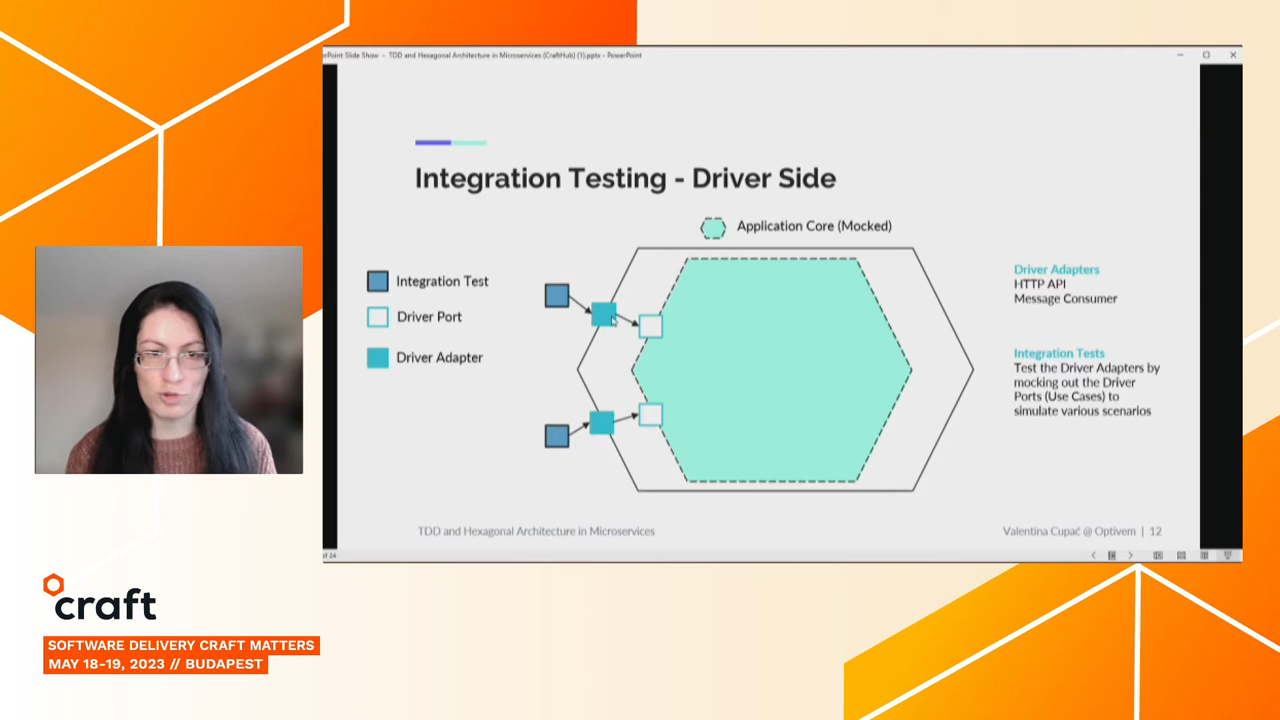 PowerPoint Slide Show - TDD and Hexagonal Architecture in Microservices (CraftHub) (1).pptx - PowerPoint
Integration Testing - Driver Side
Application Core (Mocked)
Integration Test
Driver Port
Driver Adapter
Driver Adapters
HTTP API
Message Consumer
Integration Tests
Test the Driver Adapters by
mocking out the Driver
Ports (Use Cases) to
simulate various scenarios
TDD and Hexagonal Architecture in Microservices
Valentina Cupać @ Optivem | 12
of 24
craft
SOFTWARE DELIVERY CRAFT MATTERS
MAY 18-19, 2023 // BUDAPEST